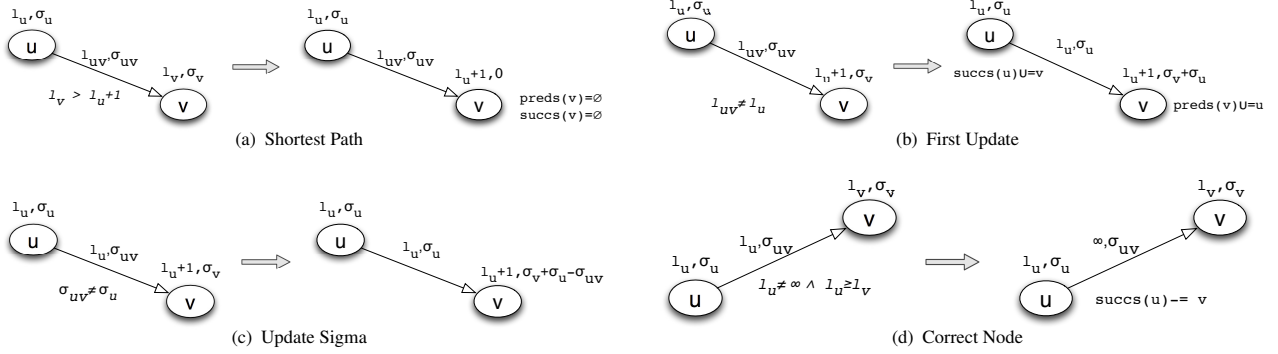 l_u,σ_u
u
l_uv,σ_uv
l_v > l_u+1
l_v,σ_v
v
l_u,σ_u
u
l_uv,σ_uv
l_u+1,0
v
preds(v)=∅
succs(v)=∅
(a) Shortest Path
l_u,σ_u
u
l_uv,σ_uv
l_uv≠l_u
l_u+1,σ_v
v
l_u,σ_u
u
succs(u)∪=v
l_u,σ_u
l_u+1,σ_v+σ_u
v
preds(v)∪=u
(b) First Update
l_u,σ_u
u
l_u,σ_uv
σ_uv≠σ_u
l_u+1,σ_v
v
l_u,σ_u
u
l_u,σ_u
l_u+1,σ_v+σ_u-σ_uv
v
(c) Update Sigma
l_v,σ_v
v
l_u,σ_uv
l_u,σ_u
u
l_u≠∞ ∧ l_u≥l_v
l_v,σ_v
v
∞,σ_uv
l_u,σ_u
u
succs(u)-= v
(d) Correct Node